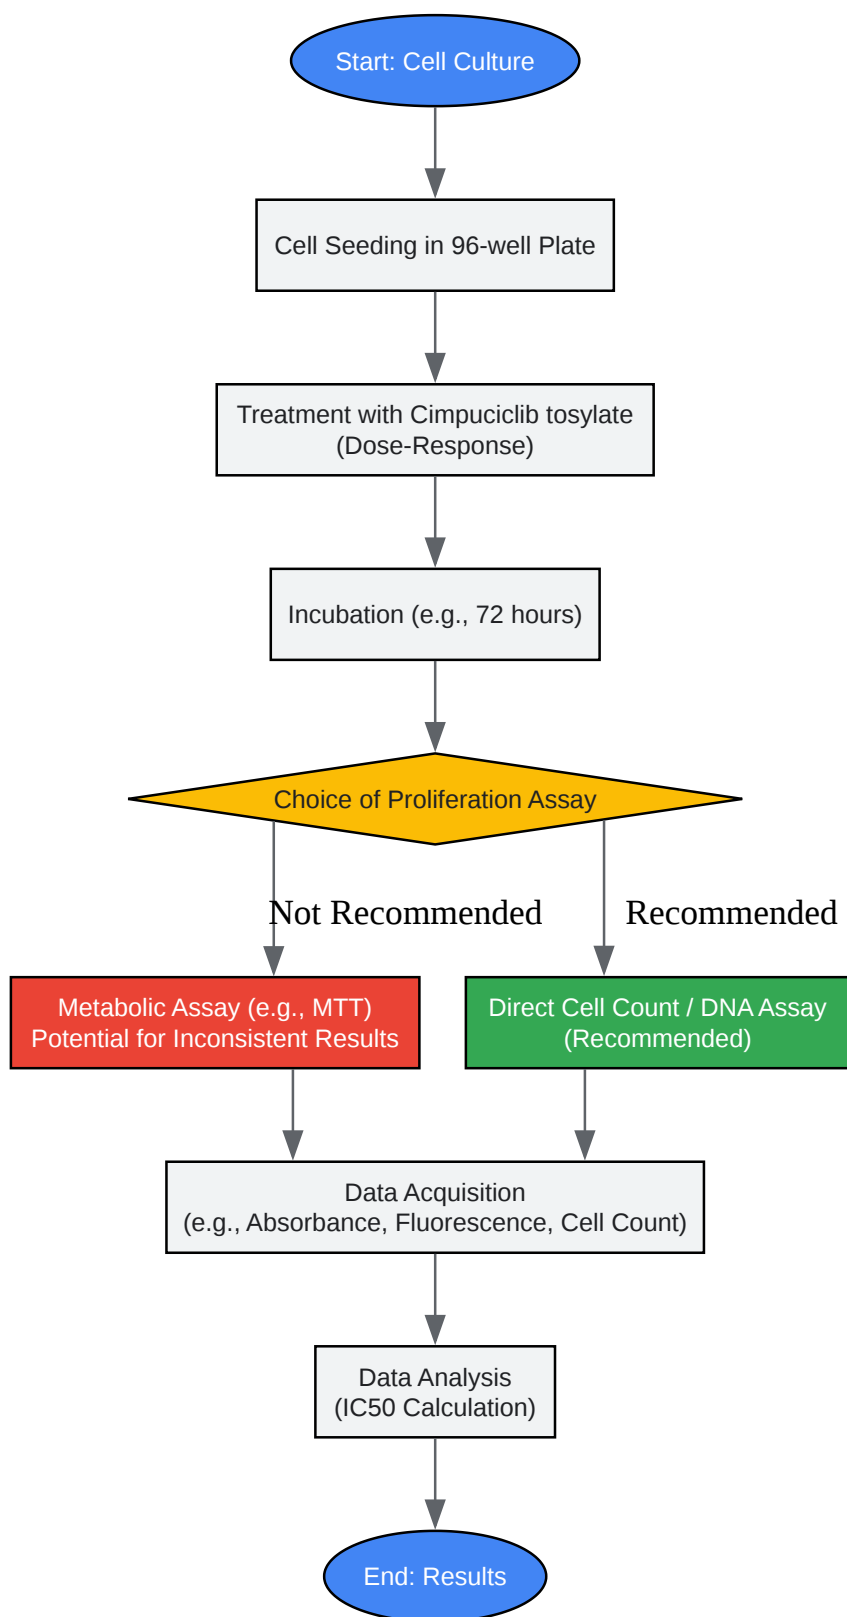 Start: Cell Culture
Cell Seeding in 96-well Plate
Treatment with Cimpuciclib tosylate
(Dose-Response)
Incubation (e.g., 72 hours)
Choice of Proliferation Assay
Not Recommended
Recommended
Metabolic Assay (e.g., MTT)
Potential for Inconsistent Results
Direct Cell Count / DNA Assay
(Recommended)
Data Acquisition
(e.g., Absorbance, Fluorescence, Cell Count)
Data Analysis
(IC50 Calculation)
End: Results